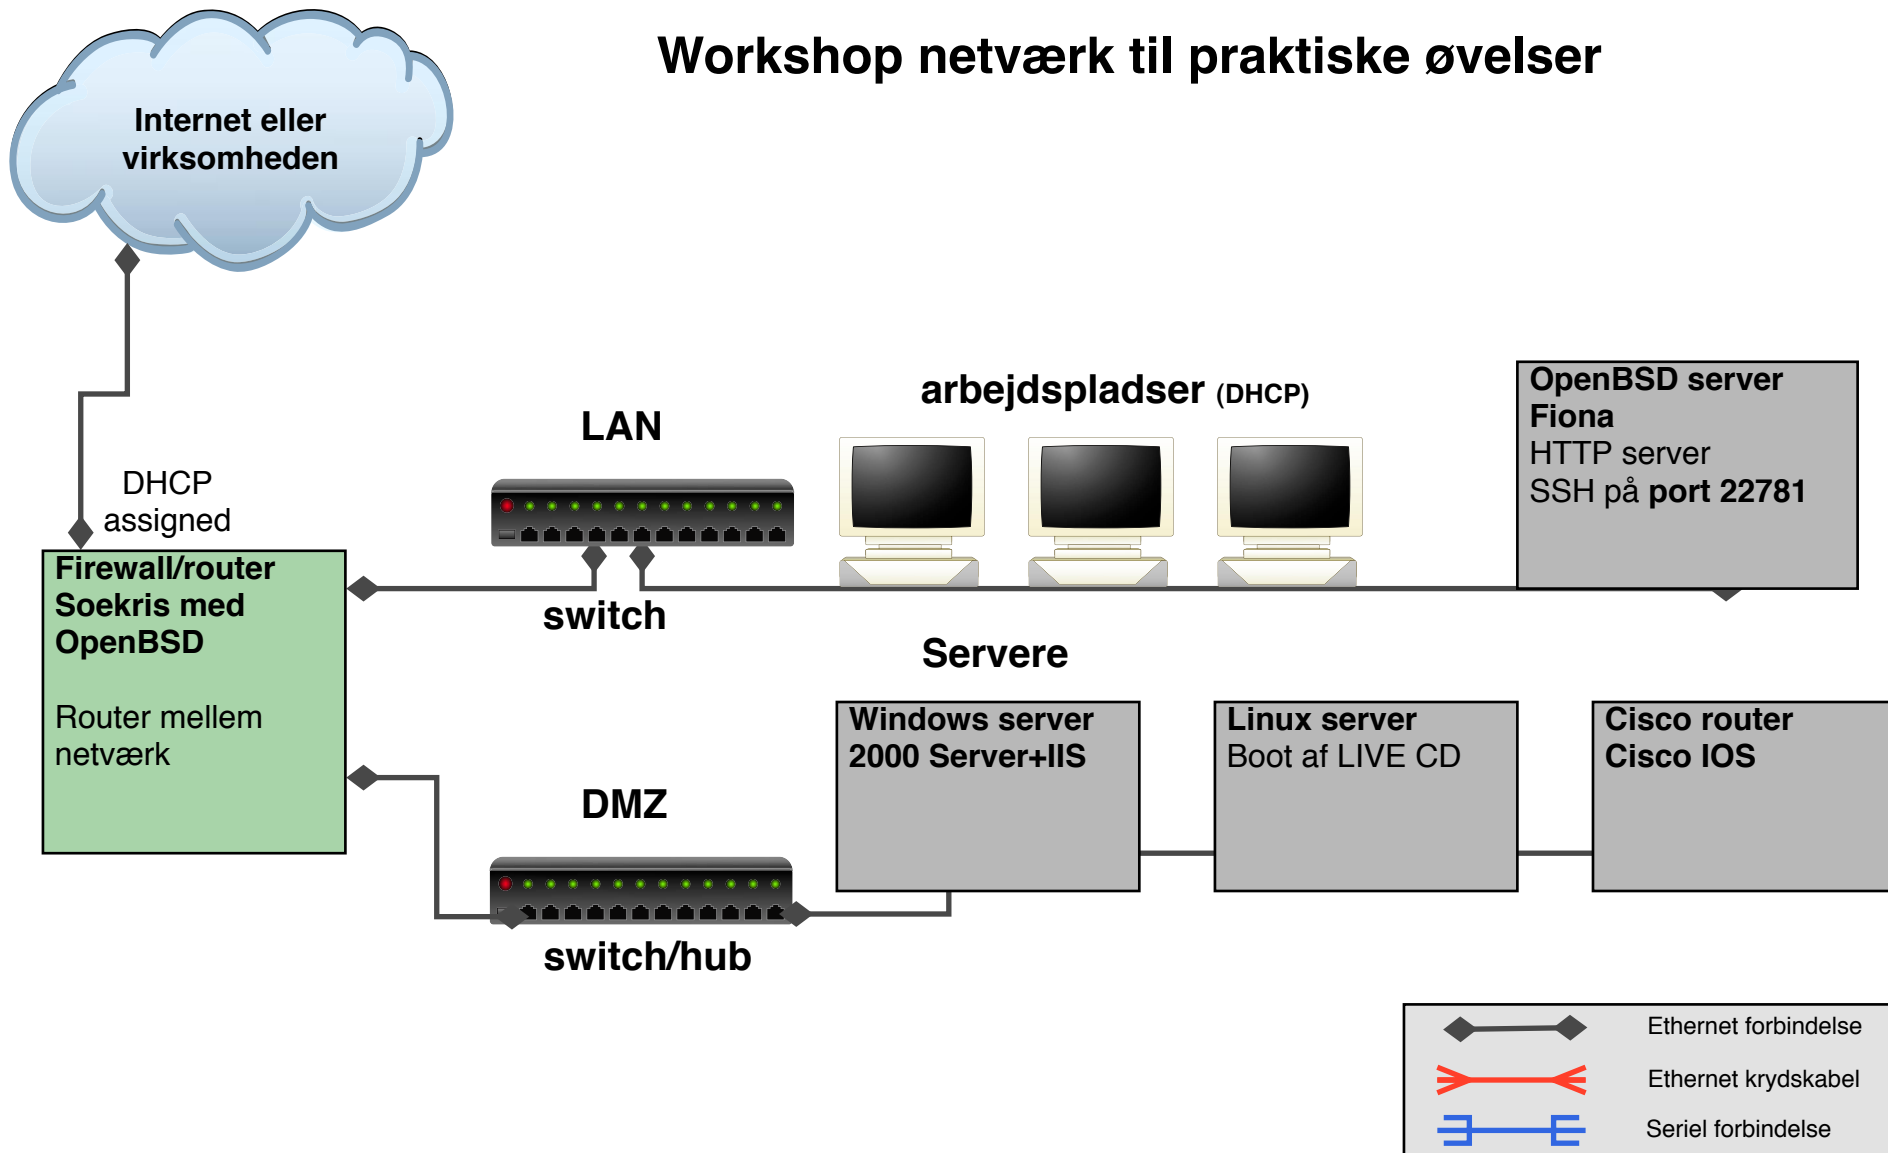 Workshop netværk til praktiske øvelser
Internet eller
virksomheden
DHCP
assigned
Firewall/router
Soekris med
OpenBSD
Router mellem
netværk
LAN
switch
arbejdspladser (DHCP)
OpenBSD server
Fiona
HTTP server
SSH på port 22781
Servere
Windows server
2000 Server+IIS
Linux server
Boot af LIVE CD
Cisco router
Cisco IOS
DMZ
switch/hub
Ethernet forbindelse
Ethernet krydskabel
Seriel forbindelse